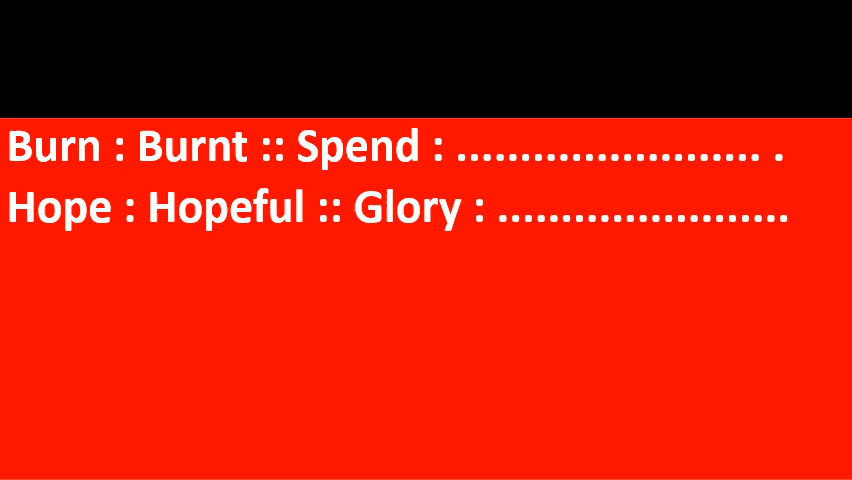 Burn : Burnt :: Spend : ........................ .
Hope : Hopeful :: Glory : .......................